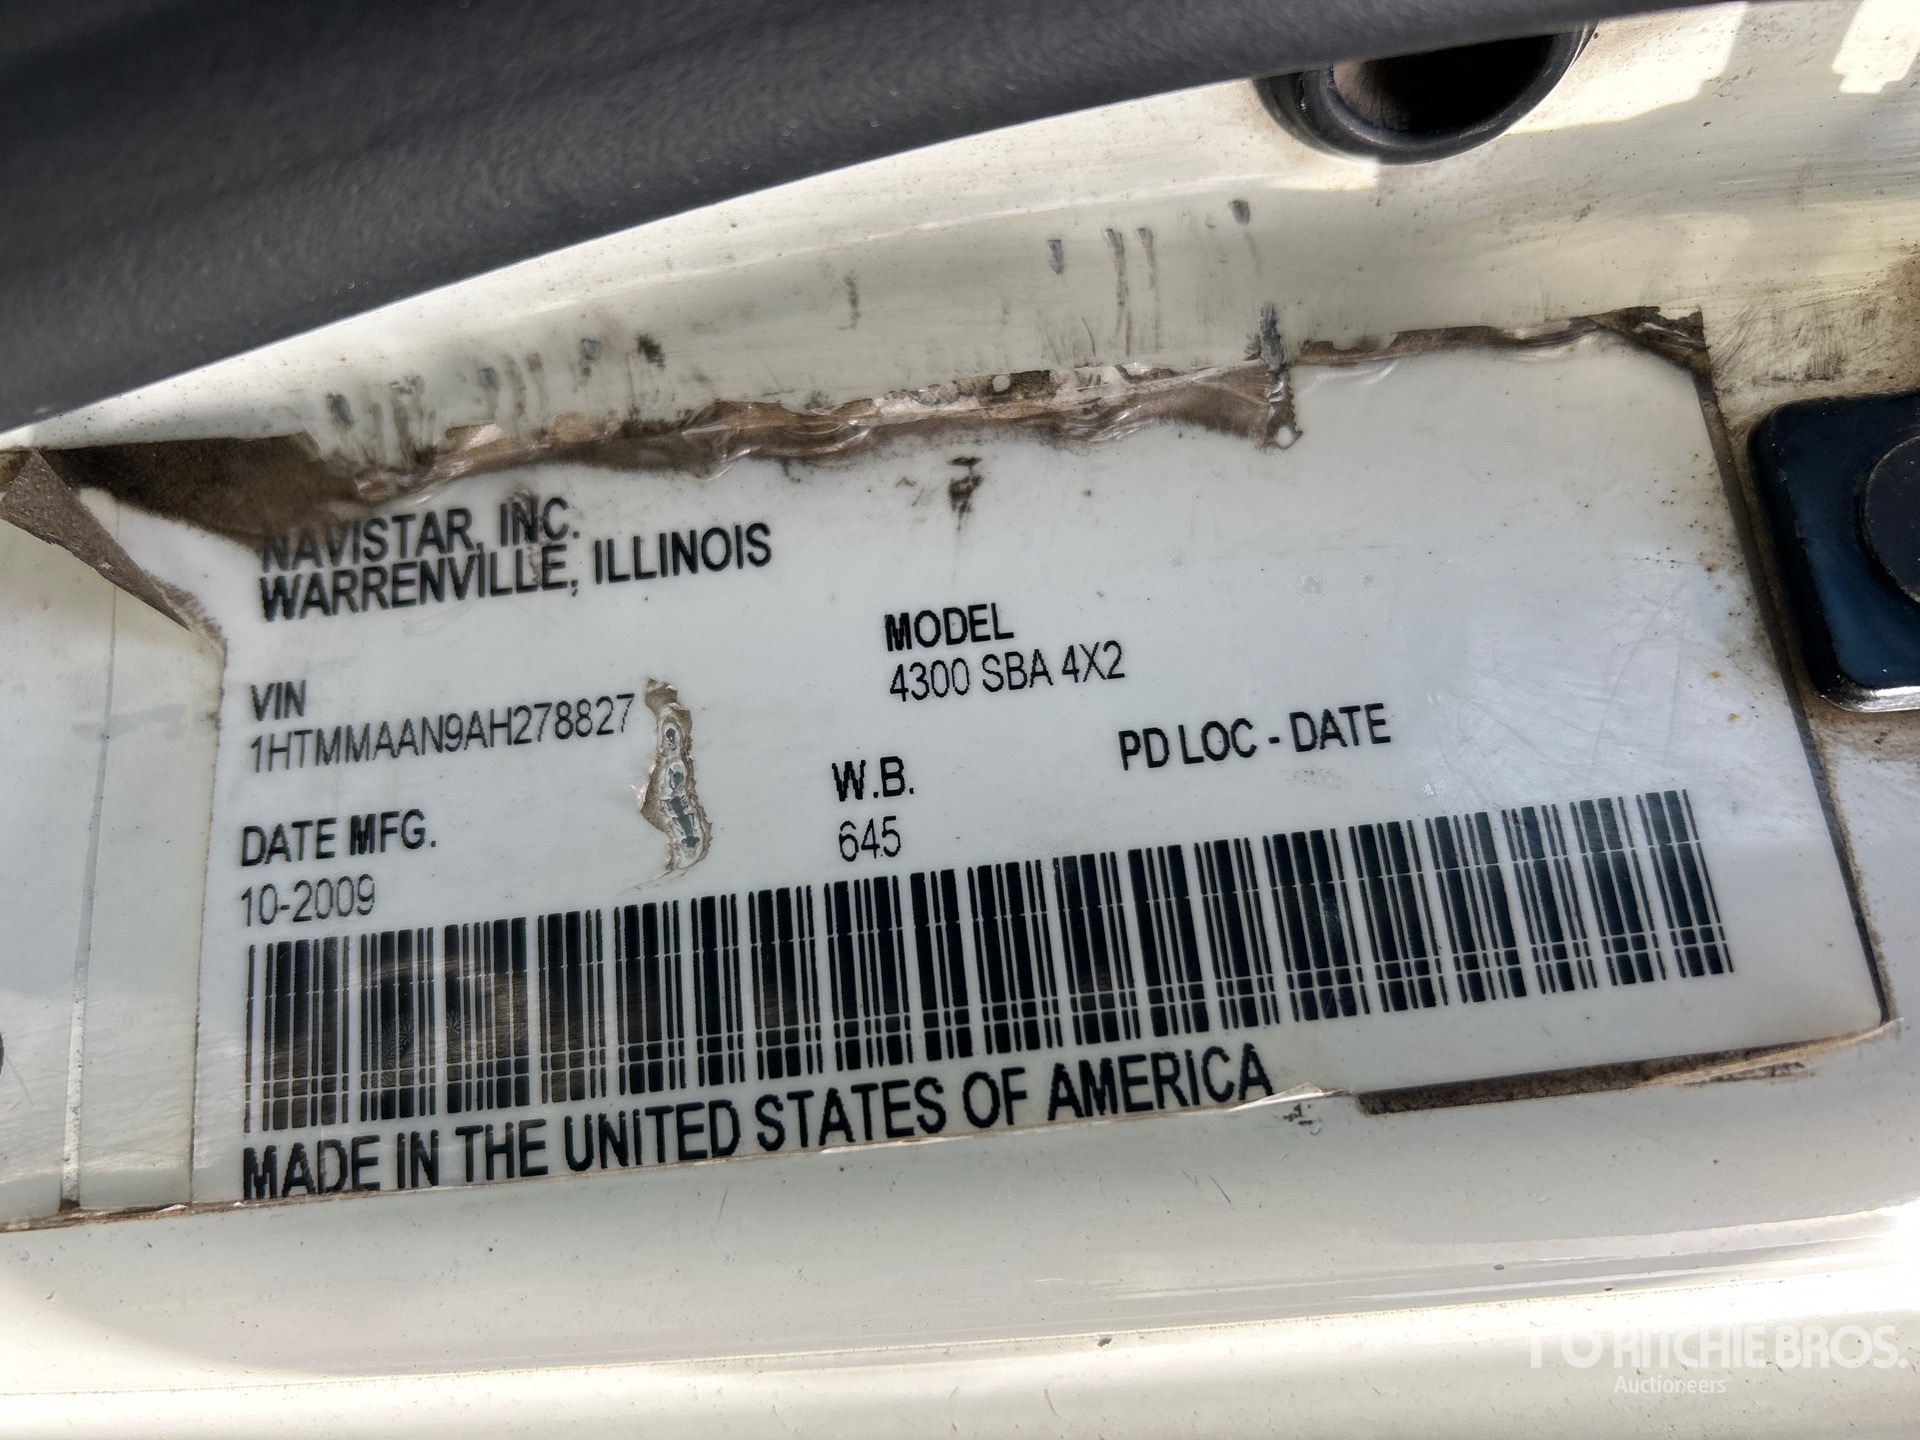 NAVISTAR, INC.
WARRENVILLE, ILLINOIS
MODEL
4300 SBA 4X2
VIN
1HTMMAAN9AH278827
W.B.
645
PD LOC - DATE
DATE MFG.
10-2009
MADE IN THE UNITED STATES OF AMERICA
RITCHIE BROS.
Auctioneers